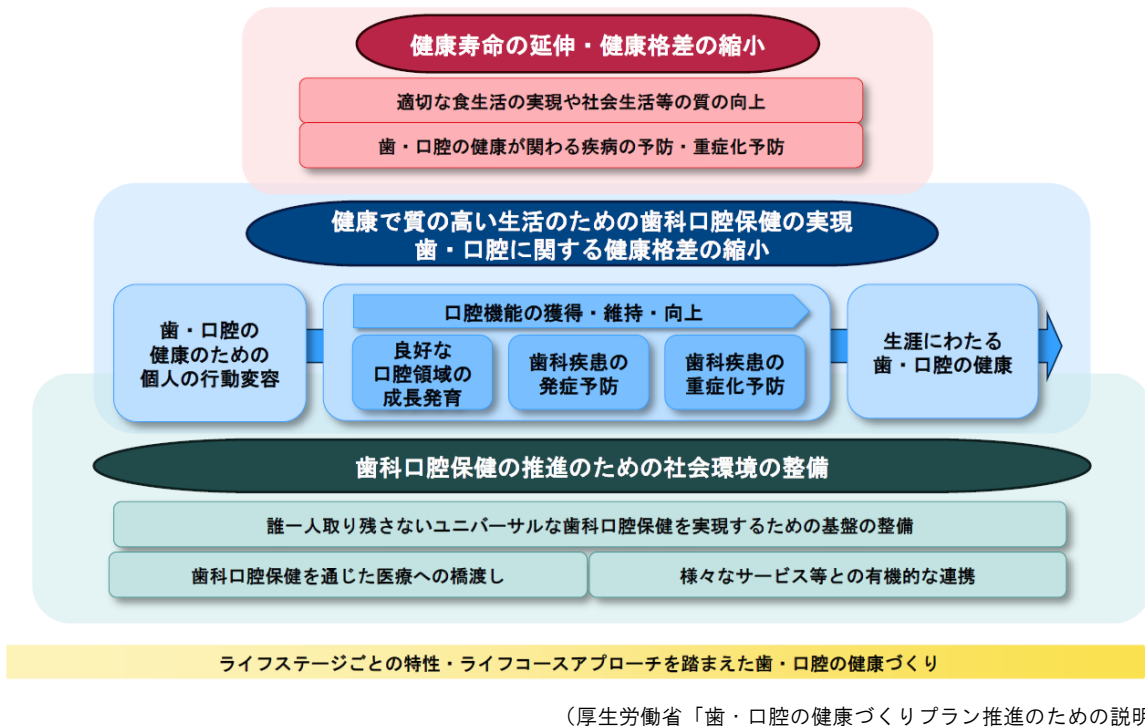 健康寿命の延伸・健康格差の縮小
適切な食生活の実現や社会生活等の質の向上
歯・口腔の健康が関わる疾病の予防・重症化予防
健康で質の高い生活のための歯科口腔保健の実現
歯・口腔に関する健康格差の縮小
歯・口腔の
健康のための
個人の行動変容
口腔機能の獲得・維持・向上
良好な
口腔領域の
成長発育
歯科疾患の
発症予防
歯科疾患の
重症化予防
生涯にわたる
歯・口腔の健康
歯科口腔保健の推進のための社会環境の整備
誰一人取り残さないユニバーサルな歯科口腔保健を実現するための基盤の整備
歯科口腔保健を通じた医療への橋渡し
様々なサービス等との有機的な連携
ライフステージごとの特性・ライフコースアプローチを踏まえた歯・口腔の健康づくり
（厚生労働省「歯・口腔の健康づくりプラン推進のための説明